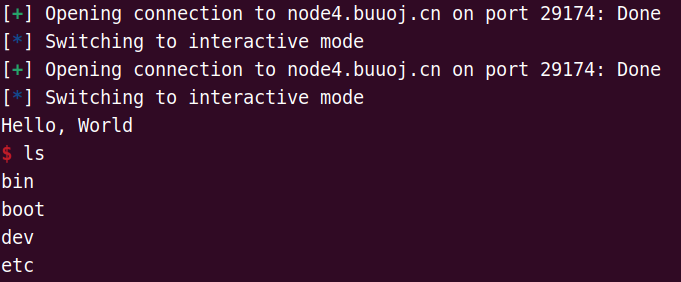 [+] Opening connection to node4.buuoj.cn on port 29174: Done
[*] Switching to interactive mode
[+] Opening connection to node4.buuoj.cn on port 29174: Done
[*] Switching to interactive mode
Hello, World
$ ls
bin
boot
dev
etc